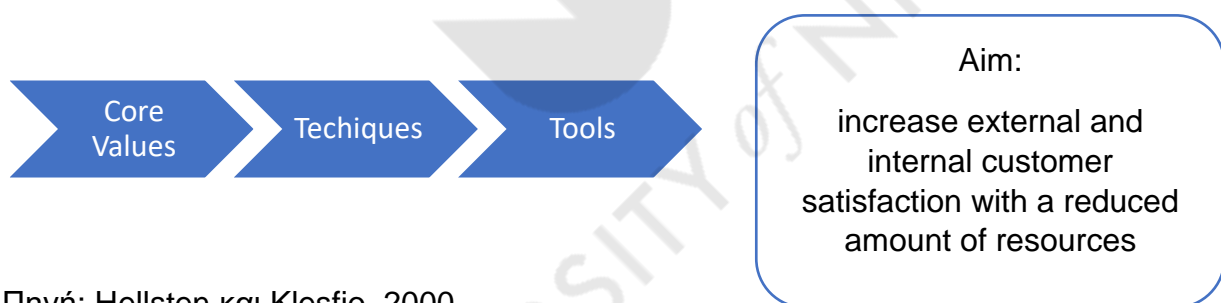 Core
Values
Techiques
Tools
Aim:
increase external and
internal customer
satisfaction with a reduced
amount of resources
Πηγή: Hellsten και Klesfjo, 2000